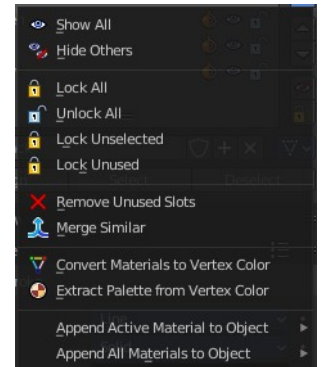 Show All
Hide Others
Lock All
Unlock All
Lock Unselected
Lock Unused
Remove Unused Slots
Merge Similar
Convert Materials to Vertex Color
Extract Palette from Vertex Color
Append Active Material to Object
Append All Materials to Object